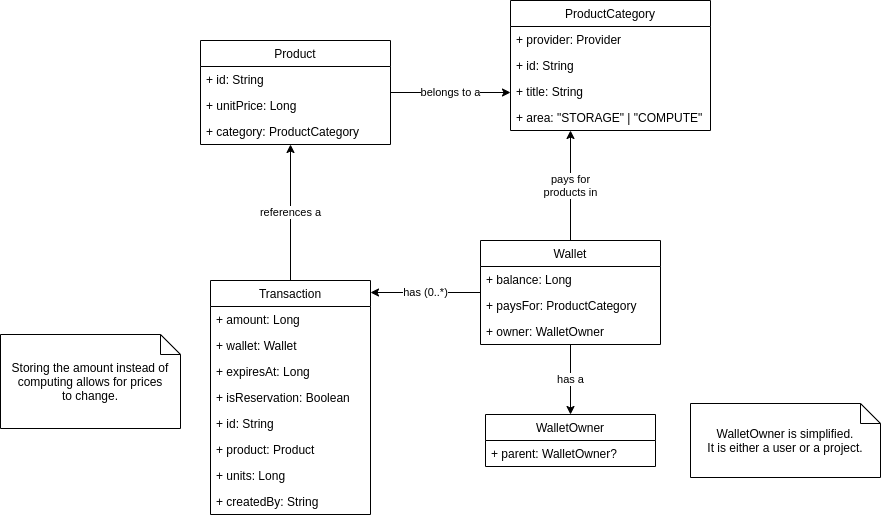 ProductCategory
+ provider: Provider
+ id: String
+ title: String
+ area: "STORAGE" | "COMPUTE"
Product
+ id: String
+ unitPrice: Long
+ category: ProductCategory
belongs to a
pays for
products in
references a
Wallet
+ balance: Long
+ paysFor: ProductCategory
+ owner: WalletOwner
has (0..*)
Transaction
+ amount: Long
+ wallet: Wallet
+ expiresAt: Long
+ isReservation: Boolean
+ id: String
+ product: Product
+ units: Long
+ createdBy: String
Storing the amount instead of
computing allows for prices
to change.
has a
WalletOwner
+ parent: WalletOwner?
WalletOwner is simplified.
It is either a user or a project.